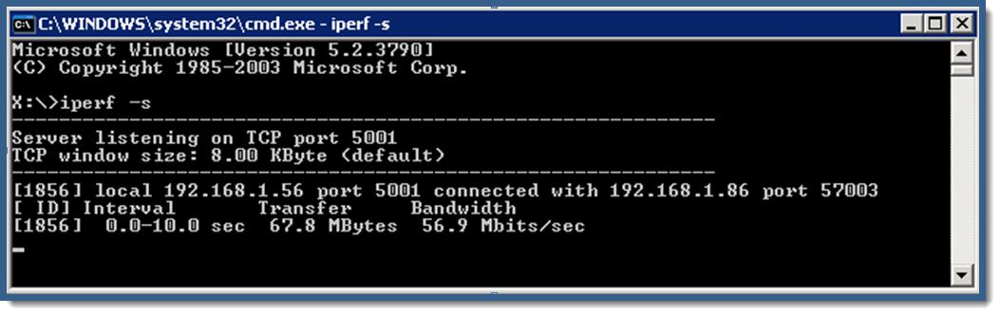 C:\WINDOWS\system32\cmd.exe - iperf -s
Microsoft Windows [Version 5.2.3790]
(C) Copyright 1985-2003 Microsoft Corp.
X:\>iperf -s
------------------------------------------------------------
Server listening on TCP port 5001
TCP window size: 8.00 KByte (default)
------------------------------------------------------------
[1856] local 192.168.1.56 port 5001 connected with 192.168.1.86 port 57003
[ ID] Interval       Transfer     Bandwidth
[1856]  0.0-10.0 sec  67.8 MBytes  56.9 Mbits/sec